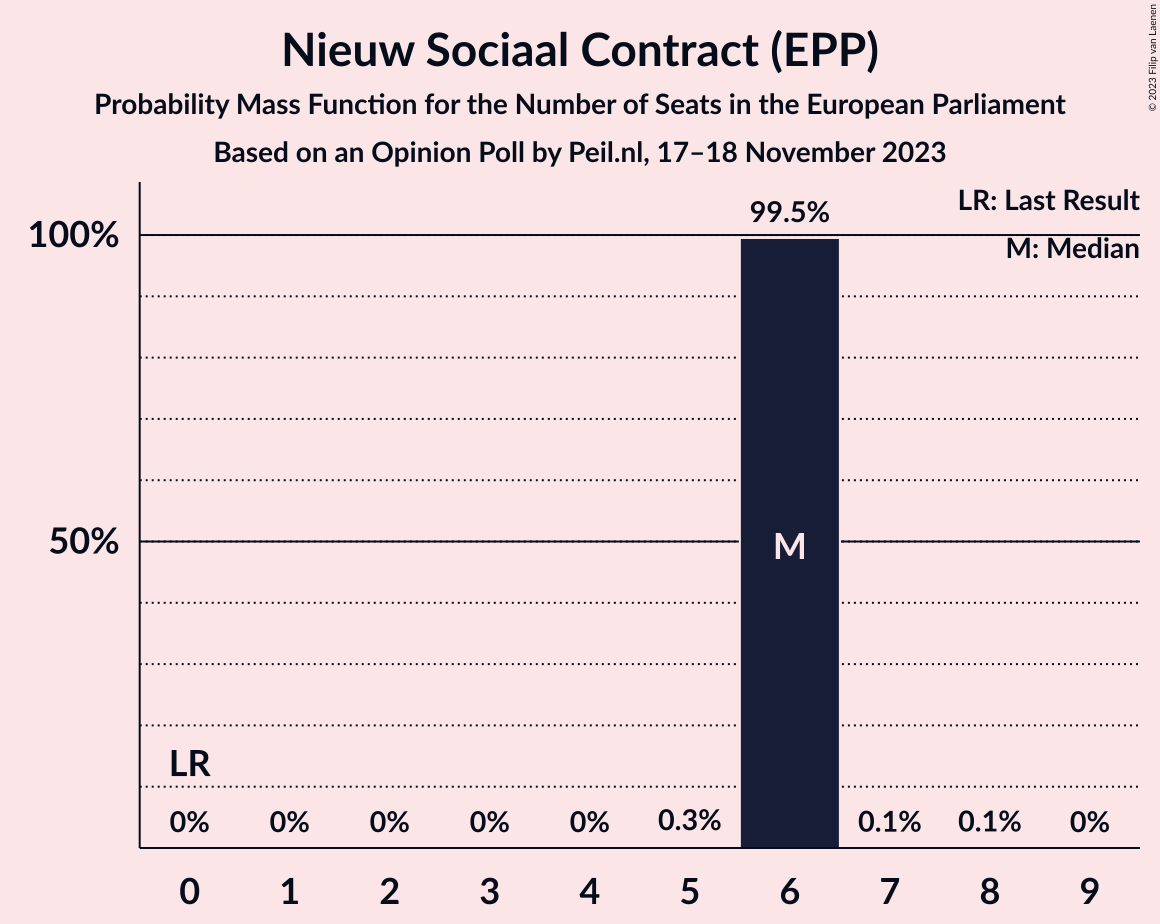 Nieuw Sociaal Contract (EPP)
Probability Mass Function for the Number of Seats in the European Parliament
Based on an Opinion Poll by Peil.nl, 17–18 November 2023
© 2023 Filip van Laenen
LR: Last Result
M: Median
99.5%
100%
50%
M
LR
0% 0% 0% 0% 0% 0.3% 0.1% 0.1% 0%
0 1 2 3 4 5 6 7 8 9